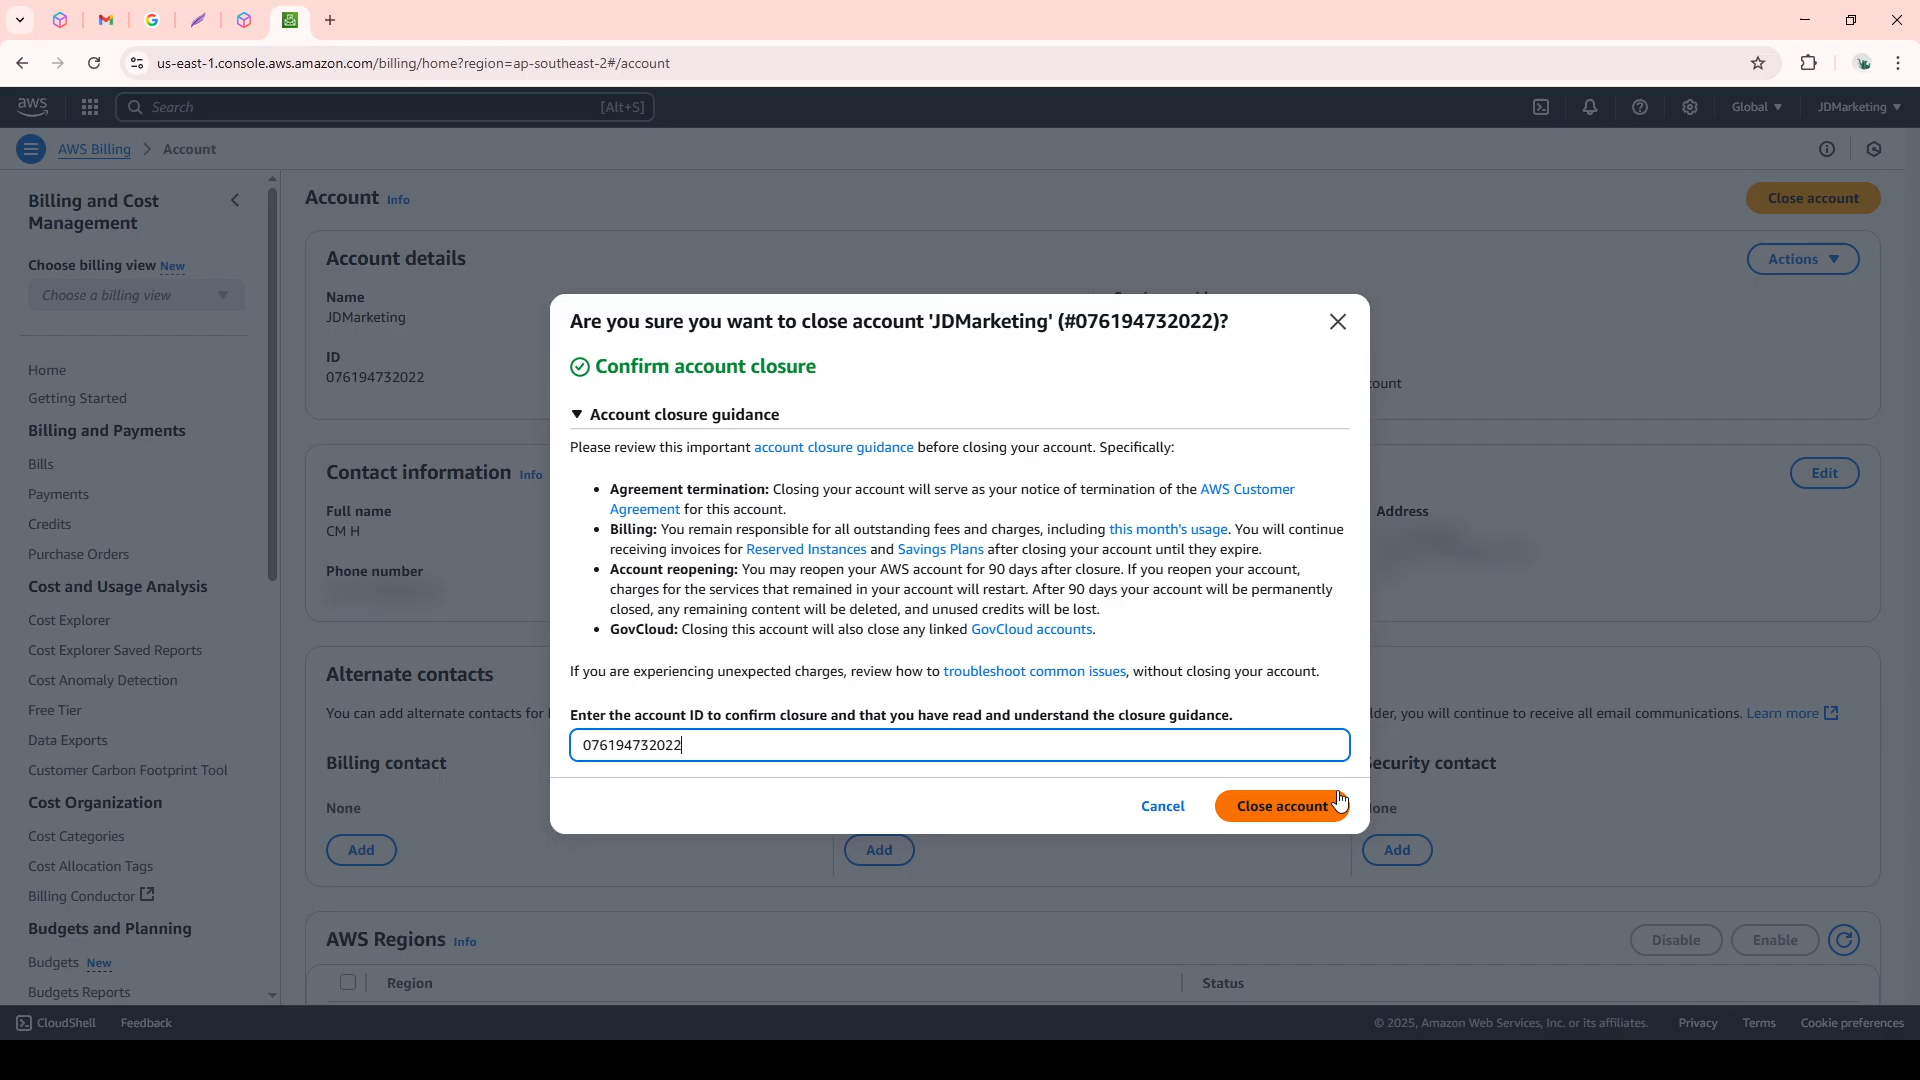 us-east-1.console.aws.amazon.com/billing/home?region=ap-southeast-2#/account
aws
Search
[Alt+S]
Global
JDMarketing
AWS Billing
Account
Billing and Cost
Management
Choose billing view New
Choose a billing view
Home
Getting Started
Billing and Payments
Bills
Payments
Credits
Purchase Orders
Cost and Usage Analysis
Cost Explorer
Cost Explorer Saved Reports
Cost Anomaly Detection
Free Tier
Data Exports
Customer Carbon Footprint Tool
Cost Organization
Cost Categories
Cost Allocation Tags
Billing Conductor
Budgets and Planning
Budgets New
Budgets Reports
Account Info
Close account
Account details
Actions
Name
JDMarketing
ID
076194732022
ount
Contact information Info
Edit
Full name
CM H
Address
Phone number
Alternate contacts
You can add alternate contacts for
lder, you will continue to receive all email communications. Learn more
Billing contact
ecurity contact
None
one
Add
Add
Add
AWS Regions Info
Disable
Enable
Region
Status
Are you sure you want to close account 'JDMarketing' (#076194732022)?
Confirm account closure
Account closure guidance
Please review this important account closure guidance before closing your account. Specifically:
• Agreement termination: Closing your account will serve as your notice of termination of the AWS Customer
Agreement for this account.
• Billing: You remain responsible for all outstanding fees and charges, including this month's usage. You will continue
receiving invoices for Reserved Instances and Savings Plans after closing your account until they expire.
• Account reopening: You may reopen your AWS account for 90 days after closure. If you reopen your account,
charges for the services that remained in your account will restart. After 90 days your account will be permanently
closed, any remaining content will be deleted, and unused credits will be lost.
• GovCloud: Closing this account will also close any linked GovCloud accounts.
If you are experiencing unexpected charges, review how to troubleshoot common issues, without closing your account.
Enter the account ID to confirm closure and that you have read and understand the closure guidance.
076194732022
Cancel
Close account
CloudShell
Feedback
© 2025, Amazon Web Services, Inc. or its affiliates.
Privacy
Terms
Cookie preferences